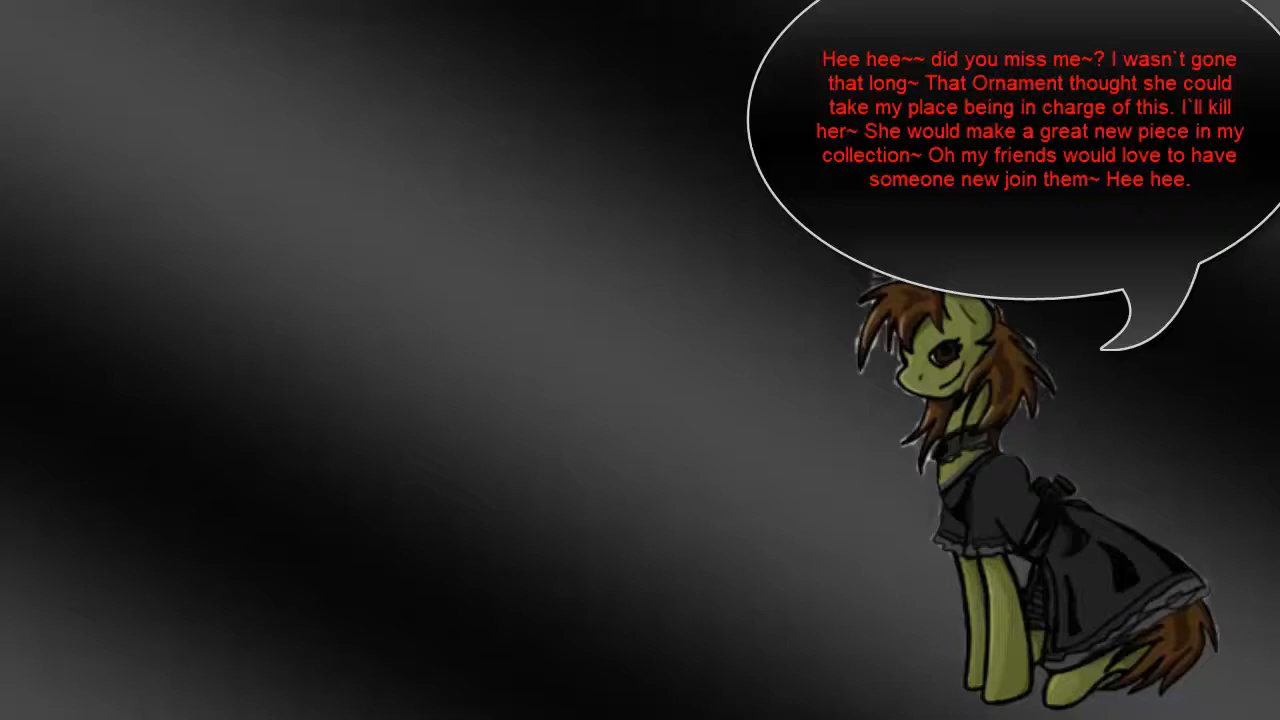 Hee hee~~ did you miss me~? I wasn`t gone
that long~ That Ornament thought she could
take my place being in charge of this. I`ll kill
her~ She would make a great new piece in my
collection~ Oh my friends would love to have
someone new join them~ Hee hee.